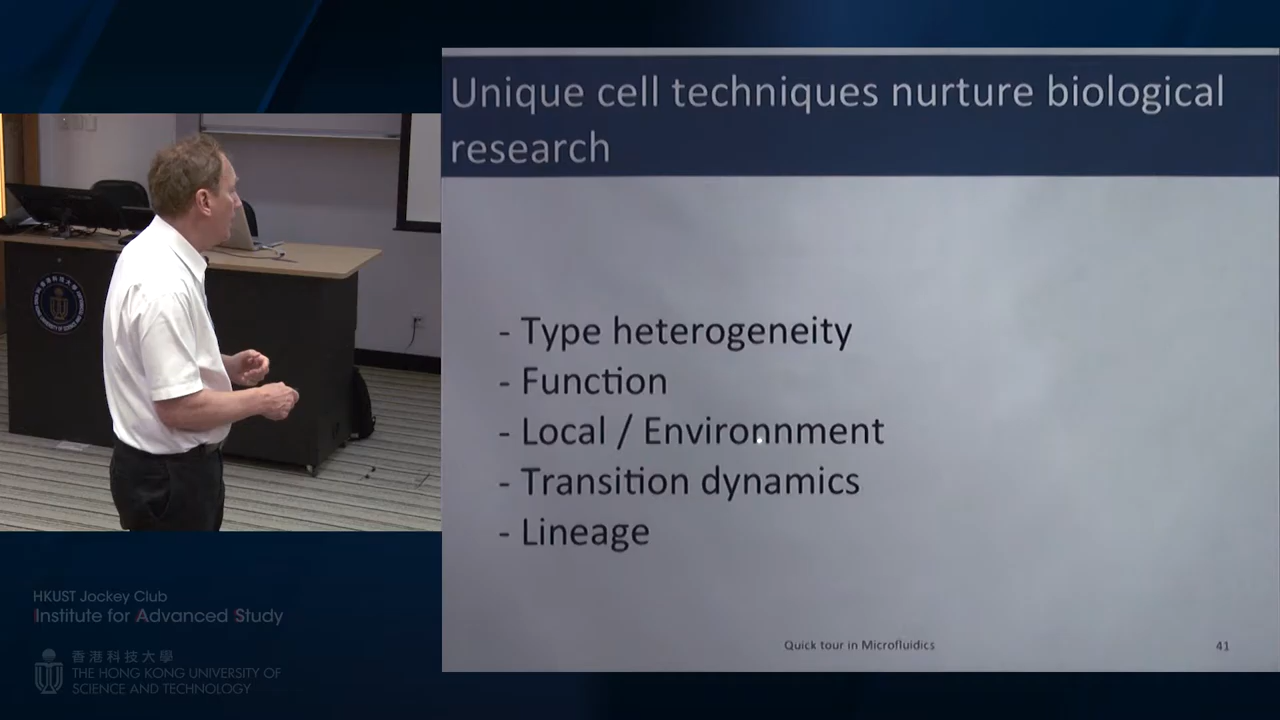 Unique cell techniques nurture biological
research
- Type heterogeneity
- Function
- Local / Environnment
- Transition dynamics
- Lineage
Quick tour in Microfluidics
41
HKUST Jockey Club
Institute for Advanced Study
香港科技大學
THE HONG KONG UNIVERSITY OF
SCIENCE AND TECHNOLOGY